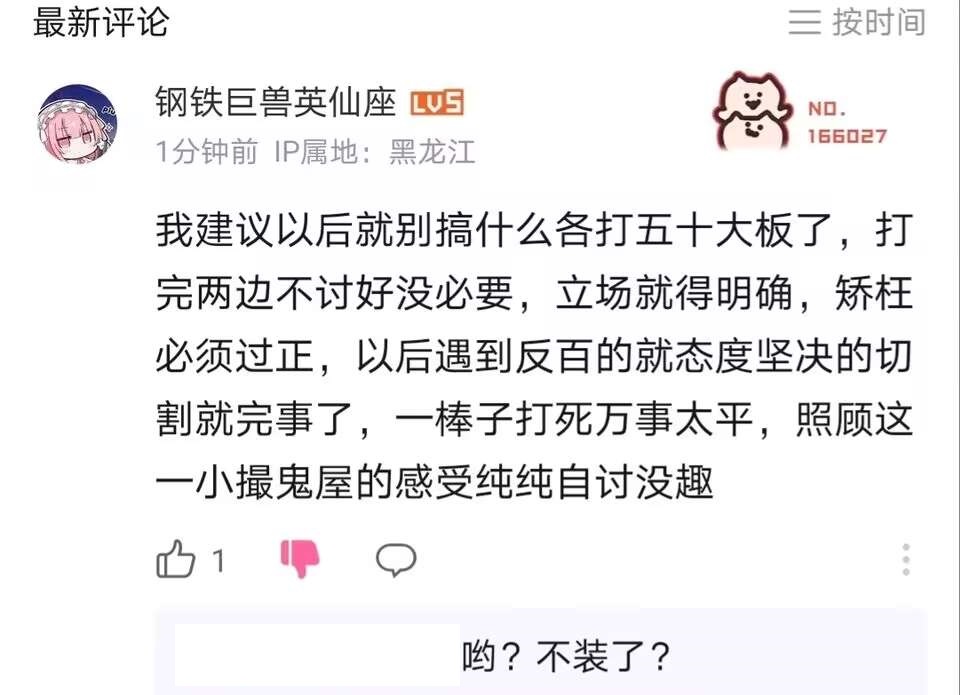 最新评论
按时间
钢铁巨兽英仙座 LV5
1分钟前 IP属地：黑龙江
NO.
166027
我建议以后就别搞什么各打五十大板了，打
完两边不讨好没必要，立场就得明确，矫枉
必须过正，以后遇到反百的就态度坚决的切
割就完事了，一棒子打死万事太平，照顾这
一小撮鬼屋的感受纯纯自讨没趣
1
哟？不装了？